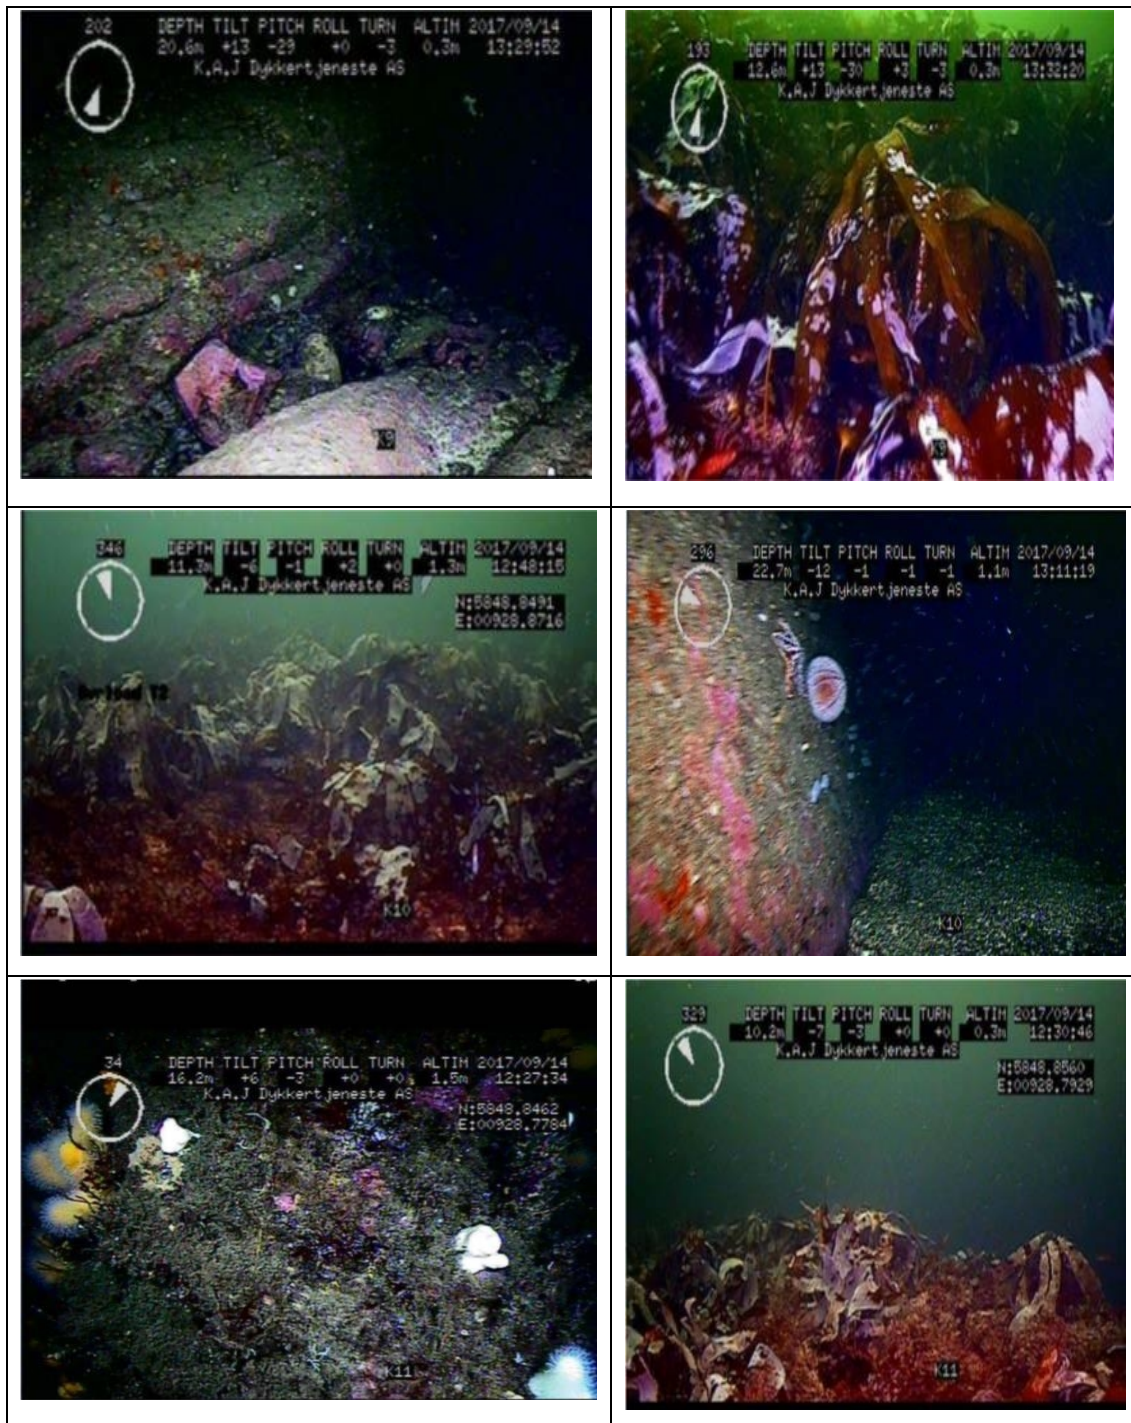 202 DEPTH TILT PITCH ROLL TURN ALTIM 2017/09/14
20.6m +13 -29 +0 -3 0.3m 13:29:52
K.A.J Dykkertjeneste AS
K9
193 DEPTH TILT PITCH ROLL TURN ALTIM 2017/09/14
12.6m +13 -30 +3 -3 0.3m 13:32:20
K.A.J Dykkertjeneste AS
K9
346 DEPTH TILT PITCH ROLL TURN ALTIM 2017/09/14
11.3m -6 -1 +2 +0 1.3m 12:48:15
K.A.J Dykkertjeneste AS
N:5848.8491
E:00928.8716
K10
296 DEPTH TILT PITCH ROLL TURN ALTIM 2017/09/14
22.7m -12 -1 -1 -1 1.1m 13:11:19
K.A.J Dykkertjeneste AS
K10
34 DEPTH TILT PITCH ROLL TURN ALTIM 2017/09/14
16.2m +6 -3 +0 +0 1.5m 12:27:34
K.A.J Dykkertjeneste AS
N:5848.8462
E:00928.7784
K11
329 DEPTH TILT PITCH ROLL TURN ALTIM 2017/09/14
10.2m -7 -3 +0 +0 0.3m 12:30:46
K.A.J Dykkertjeneste AS
N:5848.8560
E:00928.7929
K11